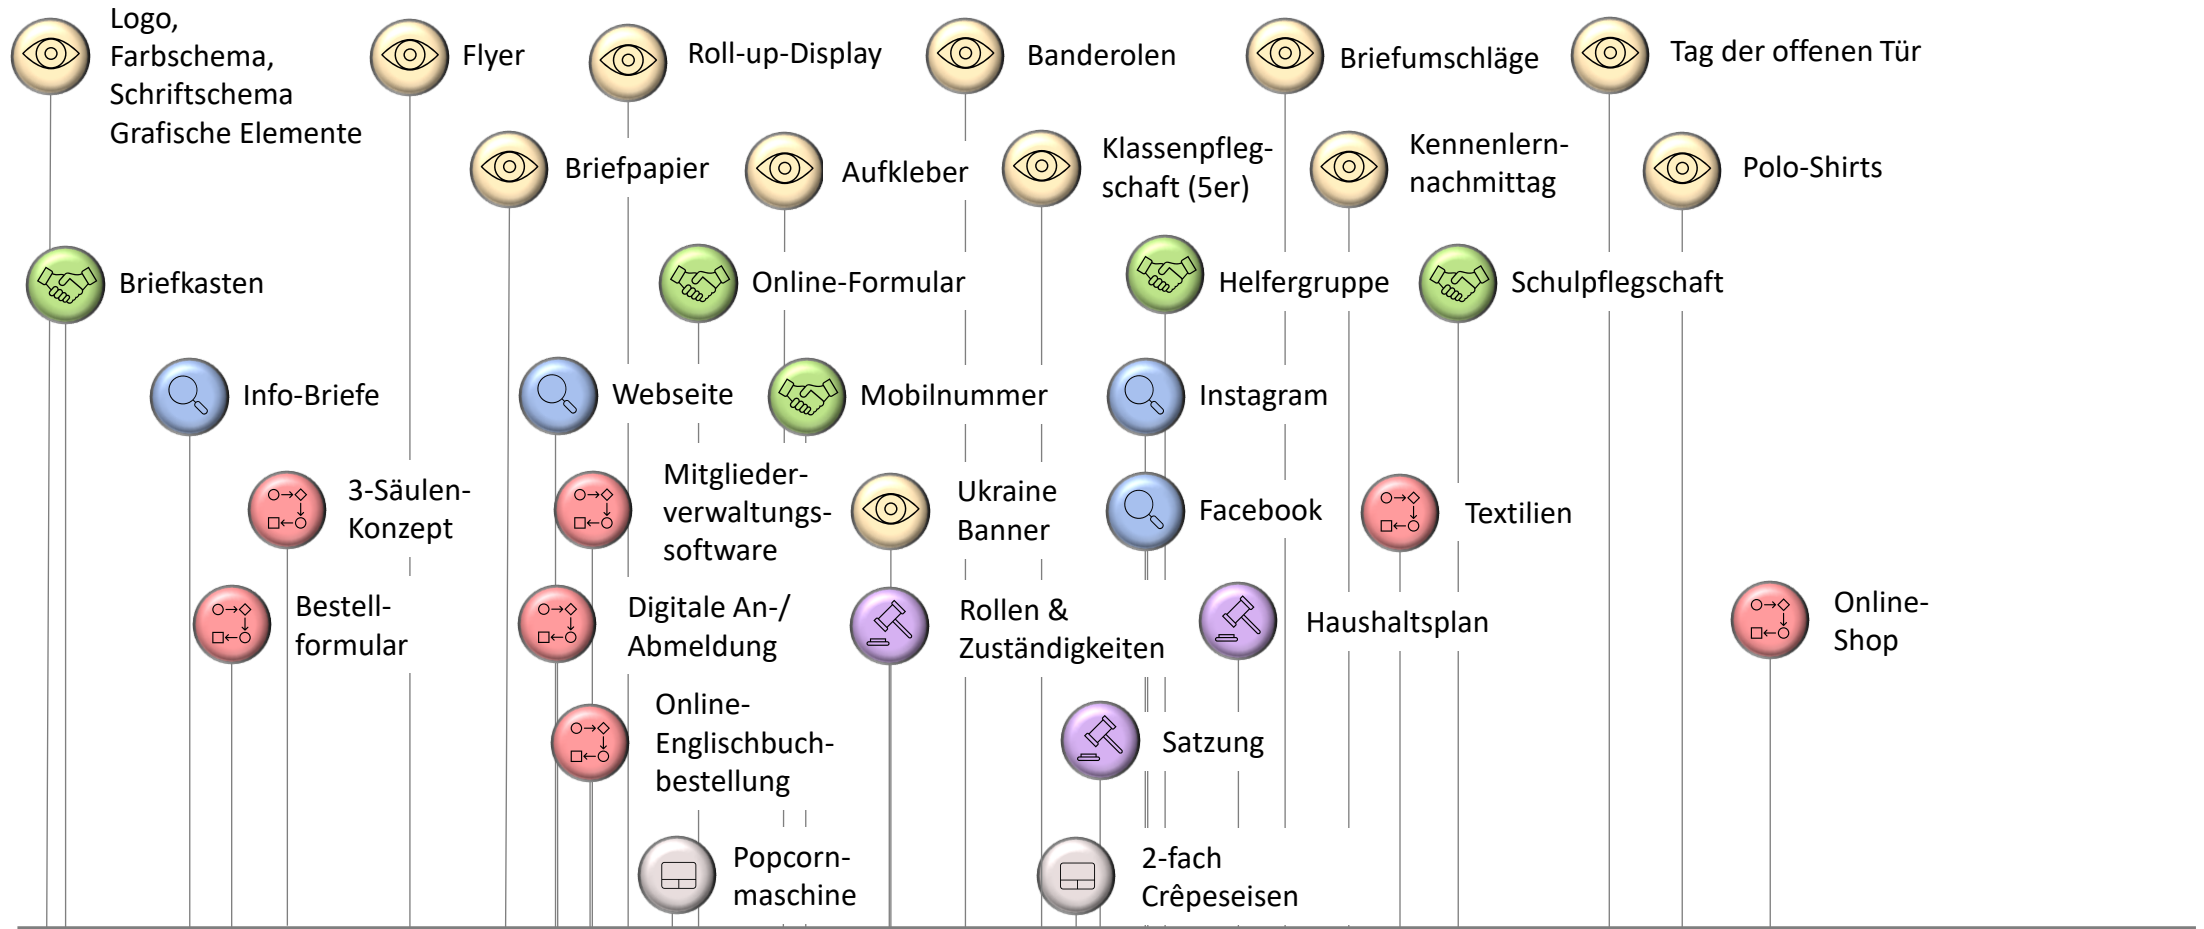 Logo,
Farbschema,
Schriftschema
Grafische Elemente
Flyer
Roll-up-Display
Banderolen
Briefumschläge
Tag der offenen Tür
Briefpapier
Aufkleber
Klassenpfleg-
schaft (5er)
Kennenlern-
nachmittag
Polo-Shirts
Briefkasten
Online-Formular
Helfergruppe
Schulpflegschaft
Info-Briefe
Webseite
Mobilnummer
Instagram
3-Säulen-
Konzept
Mitglieder-
verwaltungs-
software
Ukraine
Banner
Facebook
Textilien
Bestell-
formular
Digitale An-/
Abmeldung
Rollen &
Zuständigkeiten
Haushaltsplan
Online-
Shop
Online-
Englischbuch-
bestellung
Satzung
Popcorn-
maschine
2-fach
Crêpeseisen